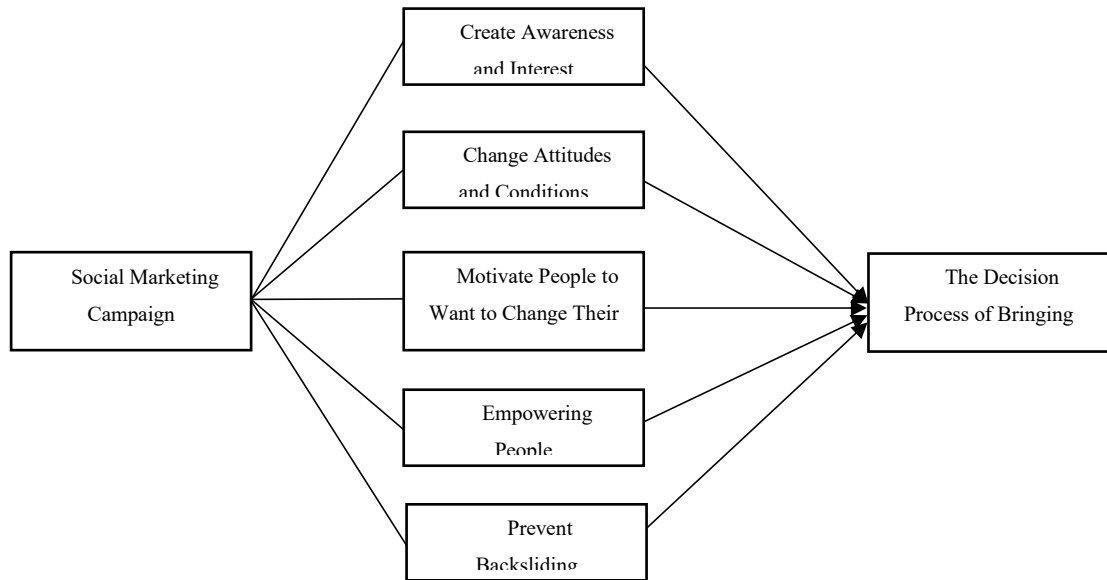 Create Awareness
and Interest
Change Attitudes
and Conditions
Social Marketing
Campaign
Motivate People to
Want to Change Their
The Decision
Process of Bringing
Empowering
People
Prevent
Backsliding